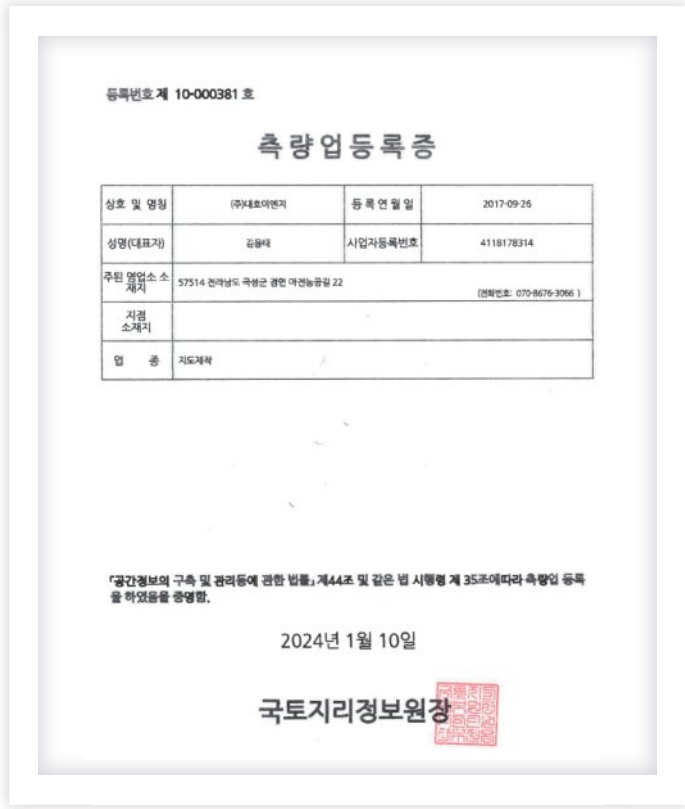 등록번호 제 10-000381 호
측량업등록증
상호 및 명칭 (주)대호이엔지 등록연월일 2017-09-26
성명(대표자) 김용태 사업자등록번호 4118178314
주된 영업소 소재지 57514 전라남도 곡성군 겸면 마전농공길 22
(전화번호: 070-8676-3066 )
지점
소재지
업 종 지도제작
「공간정보의 구축 및 관리등에 관한 법률」제44조 및 같은 법 시행령 제 35조에따라 측량업 등록
을 하였음을 증명함.
2024년 1월 10일
국토지리정보원장